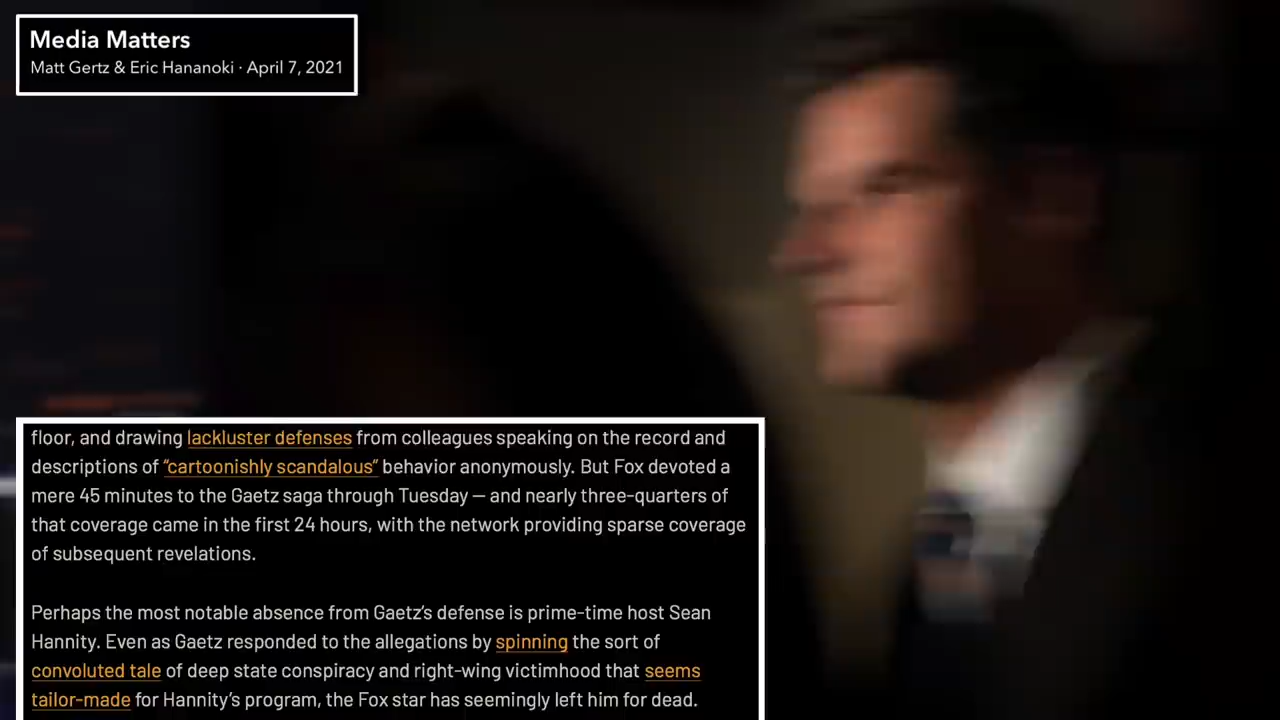 Media Matters
Matt Gertz & Eric Hananoki · April 7, 2021
floor, and drawing lackluster defenses from colleagues speaking on the record and
descriptions of “cartoonishly scandalous” behavior anonymously. But Fox devoted a
mere 45 minutes to the Gaetz saga through Tuesday — and nearly three-quarters of
that coverage came in the first 24 hours, with the network providing sparse coverage
of subsequent revelations.
Perhaps the most notable absence from Gaetz’s defense is prime-time host Sean
Hannity. Even as Gaetz responded to the allegations by spinning the sort of
convoluted tale of deep state conspiracy and right-wing victimhood that seems
tailor-made for Hannity’s program, the Fox star has seemingly left him for dead.